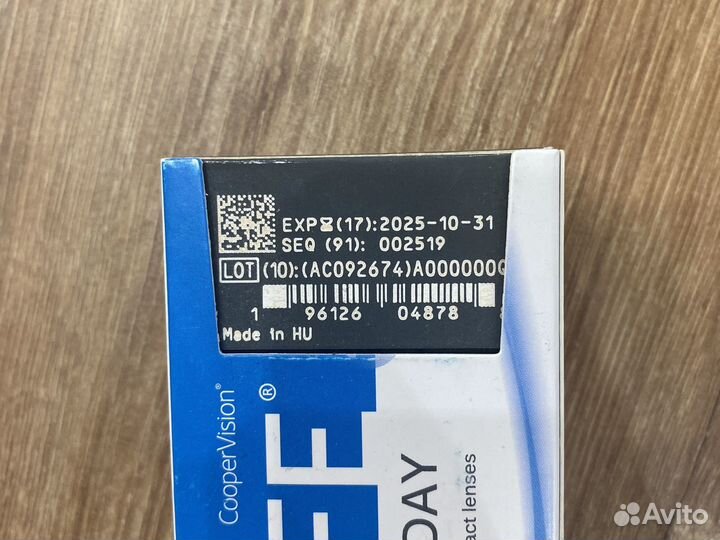 EXP (17):2025-10-31
SEQ (91): 002519
LOT (10):(AC092674)A000000
1 96126 04878
Made in HU
CooperVision®
®
DAY
act lenses
Avito